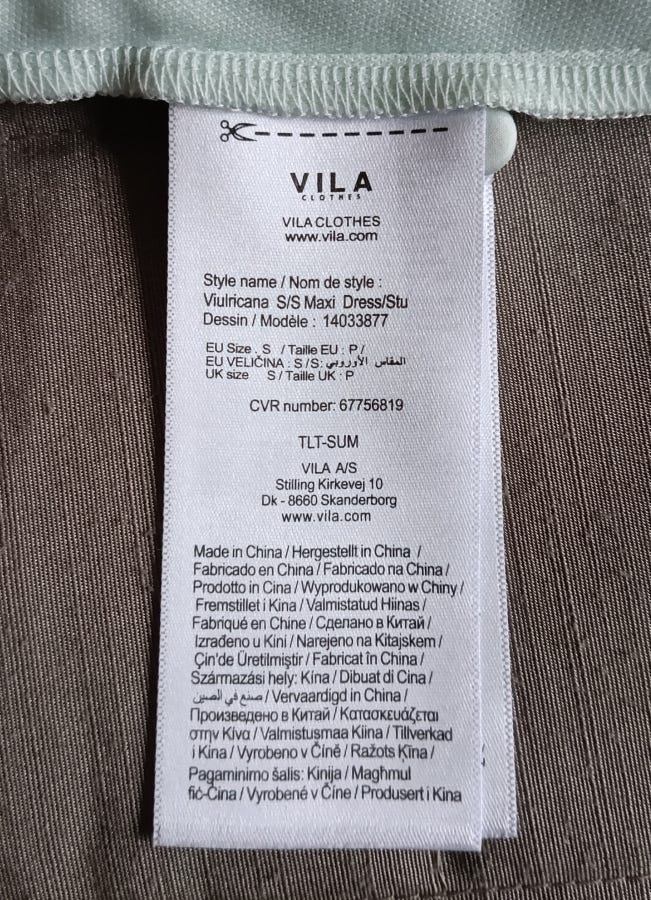 VILA
CLOTHES
VILA CLOTHES
www.vila.com
Style name / Nom de style :
Viulricana S/S Maxi Dress/Stu
Dessin / Modèle : 14033877
EU Size . S / Taille EU : P /
EU VELIČINA : S /S: المقاس الأوروبي
UK size S / Taille UK : P
CVR number: 67756819
TLT-SUM
VILA A/S
Stilling Kirkevej 10
Dk - 8660 Skanderborg
www.vila.com
Made in China / Hergestellt in China /
Fabricado en China / Fabricado na China /
Prodotto in Cina / Wyprodukowano w Chiny /
Fremstillet i Kina / Valmistatud Hiinas /
Fabriqué en Chine / Сделано в Китай /
Izrađeno u Kini / Narejeno na Kitajskem /
Çin'de Üretilmiştir / Fabricat în China /
Származási hely: Kína / Dibuat di Cina /
صنع في الصين / Vervaardigd in China /
Произведено в Китай / Κατασκευάζεται
στην Κίνα / Valmistusmaa Kiina / Tillverkad
i Kina / Vyrobeno v Číně / Ražots Ķīna /
Pagaminimo šalis: Kinija / Magħmul
fiċ-Ċina / Vyrobené v Číne / Produsert i Kina